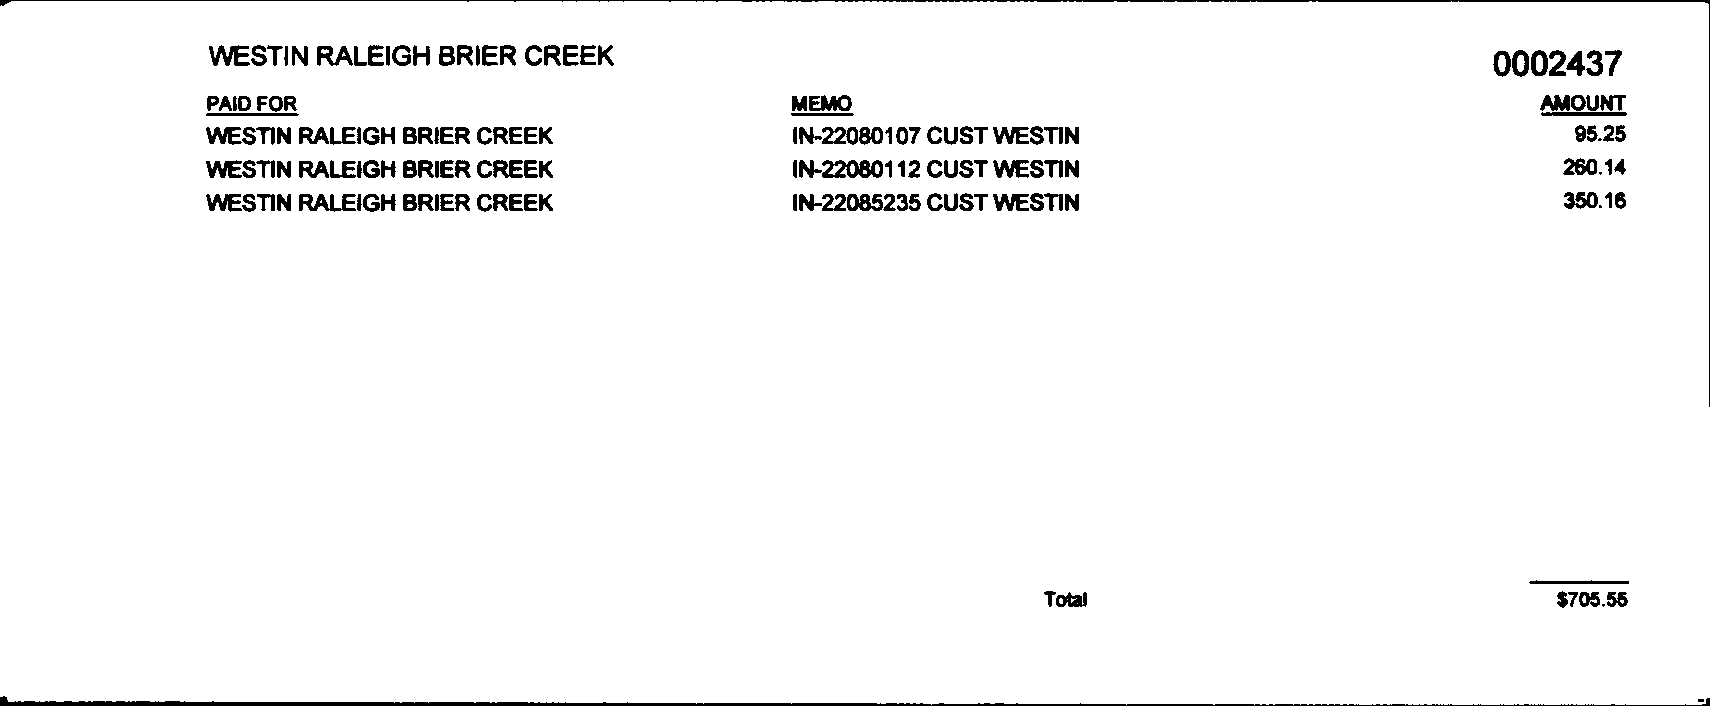 WESTIN RALEIGH BRIER CREEK 0002437
PAID FOR MEMO AMOUNT
WESTIN RALEIGH BRIER CREEK IN-22080107 CUST WESTIN 95.25
WESTIN RALEIGH BRIER CREEK IN-22080112 CUST WESTIN 260.14
WESTIN RALEIGH BRIER CREEK IN-22085235 CUST WESTIN 350.16
Total $705.55